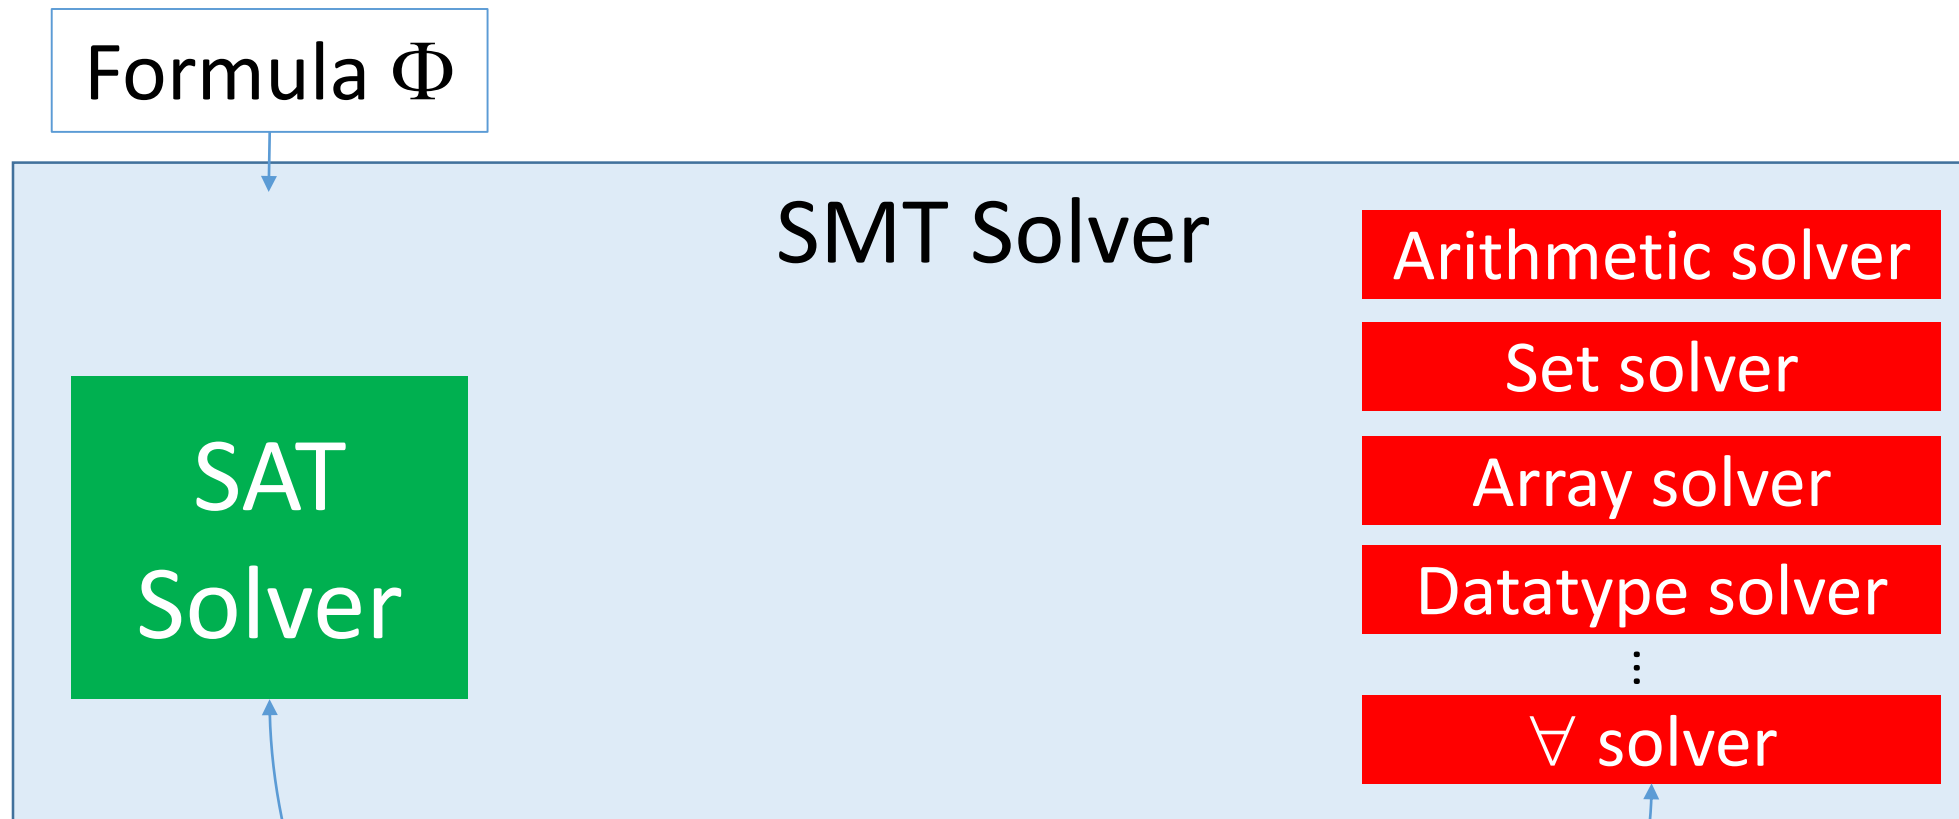 Formula Φ
SMT Solver
Arithmetic solver
Set solver
Array solver
Datatype solver
⋮
∀ solver
SAT
Solver